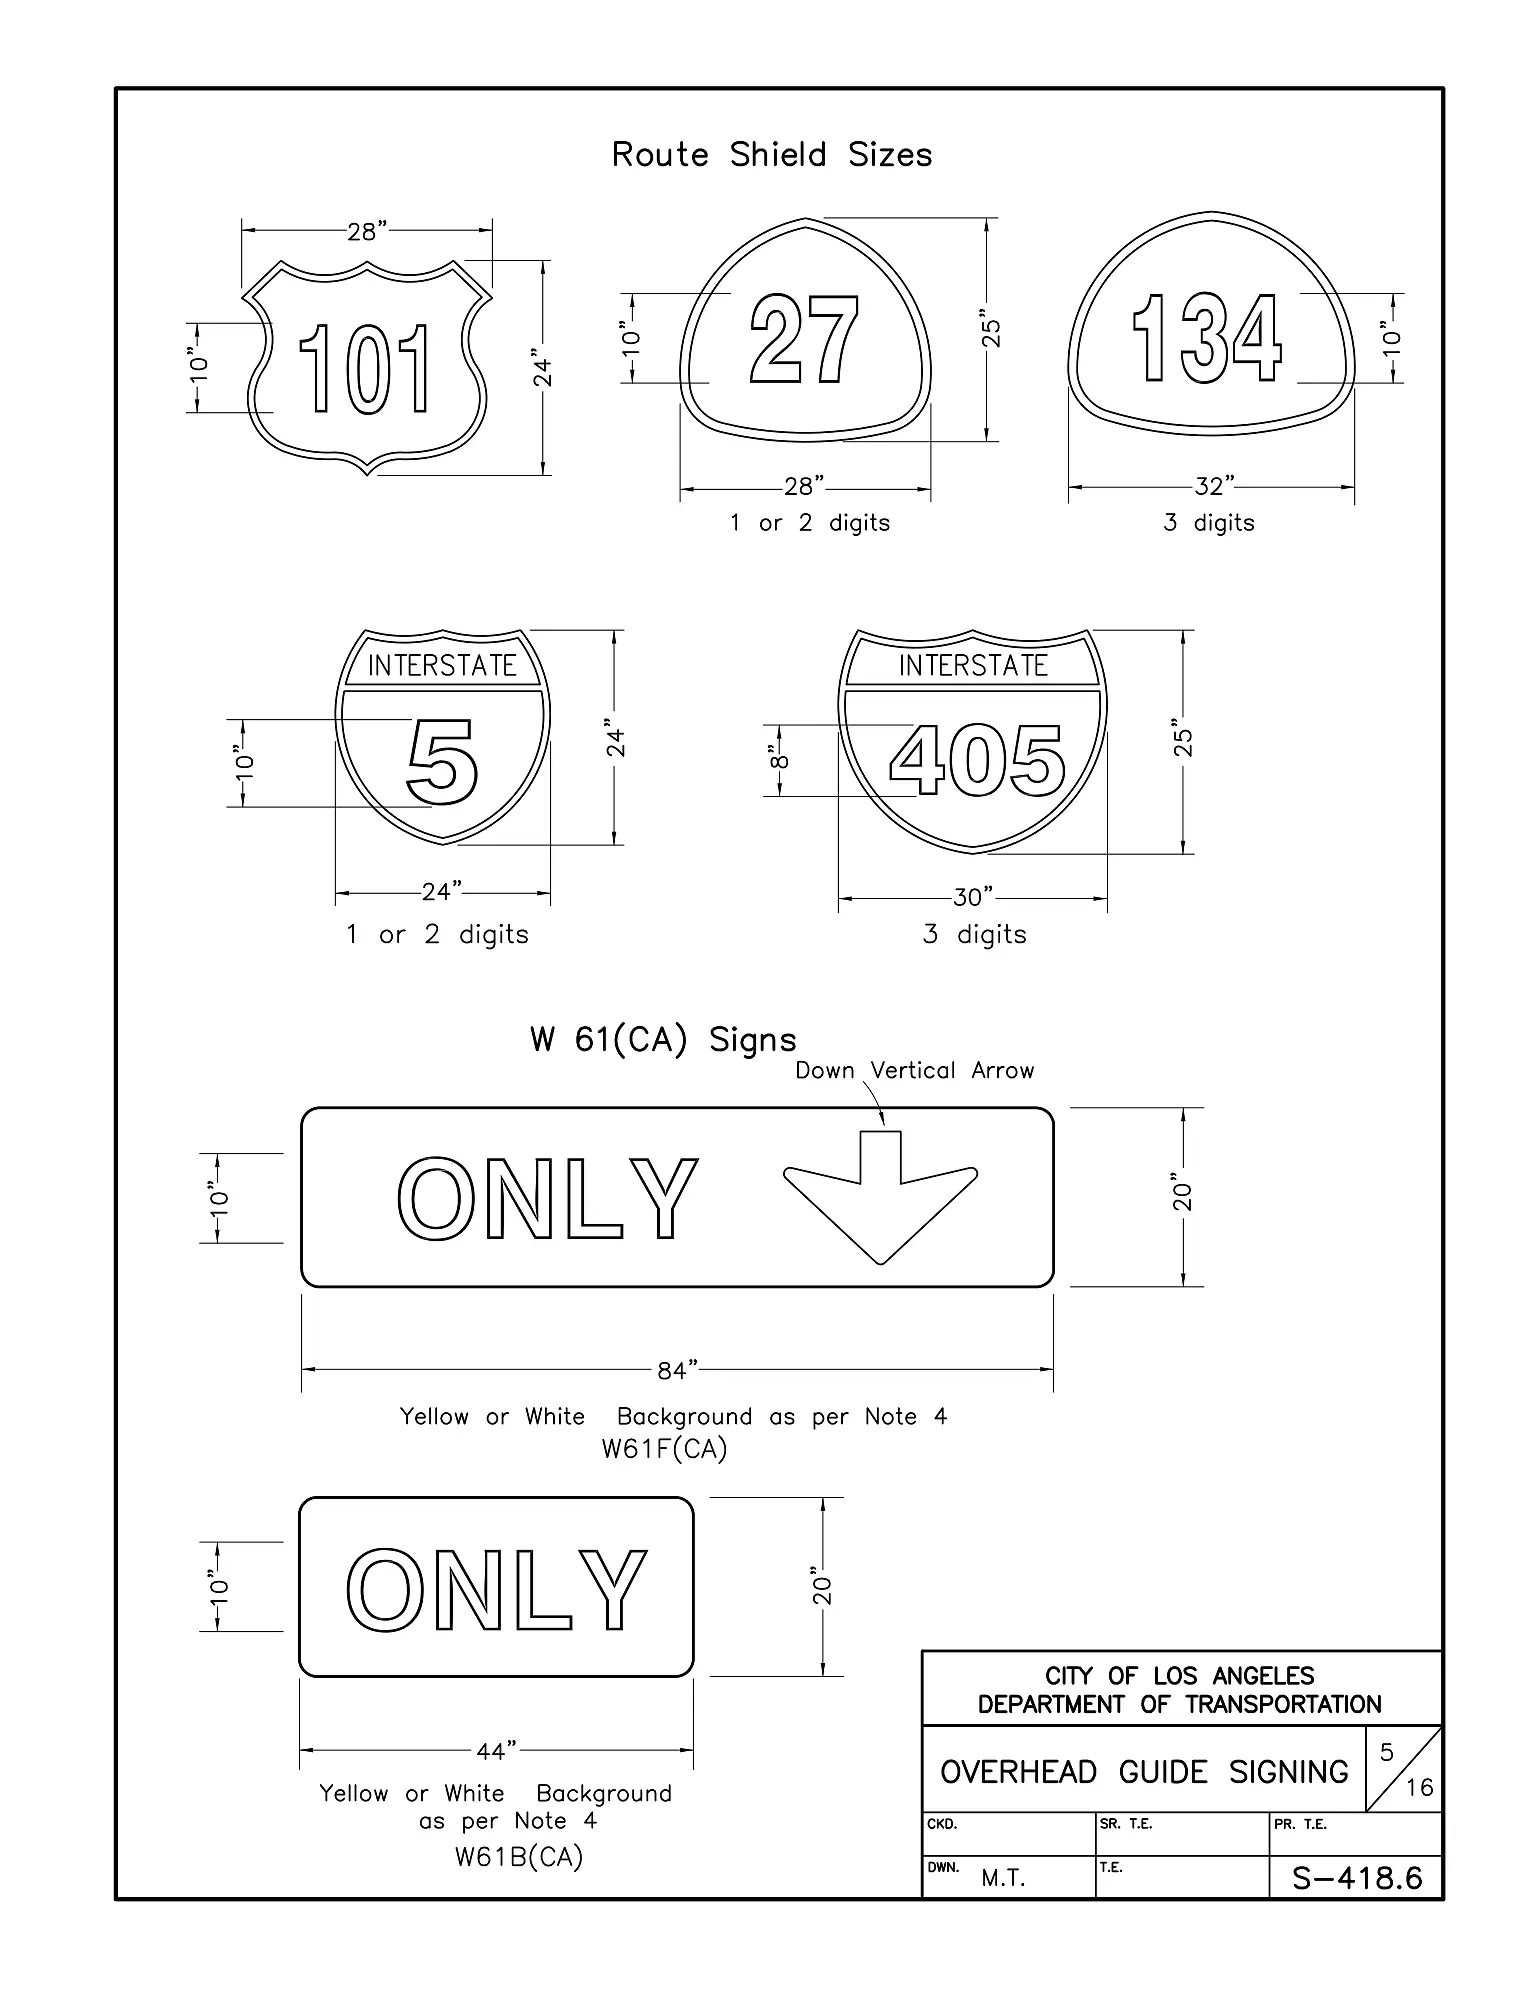 Route Shield Sizes
28”
101
10”
24”
27
10”
25”
28”
1 or 2 digits
134
10”
32”
3 digits
INTERSTATE
5
10”
24”
24”
1 or 2 digits
INTERSTATE
405
8”
25”
30”
3 digits
W 61(CA) Signs
Down Vertical Arrow
ONLY
10”
20”
84”
Yellow or White Background as per Note 4
W61F(CA)
ONLY
10”
20”
44”
Yellow or White Background
as per Note 4
W61B(CA)
CITY OF LOS ANGELES
DEPARTMENT OF TRANSPORTATION
OVERHEAD GUIDE SIGNING
5/16
CKD.
SR. T.E.
PR. T.E.
DWN. M.T.
T.E.
S-418.6